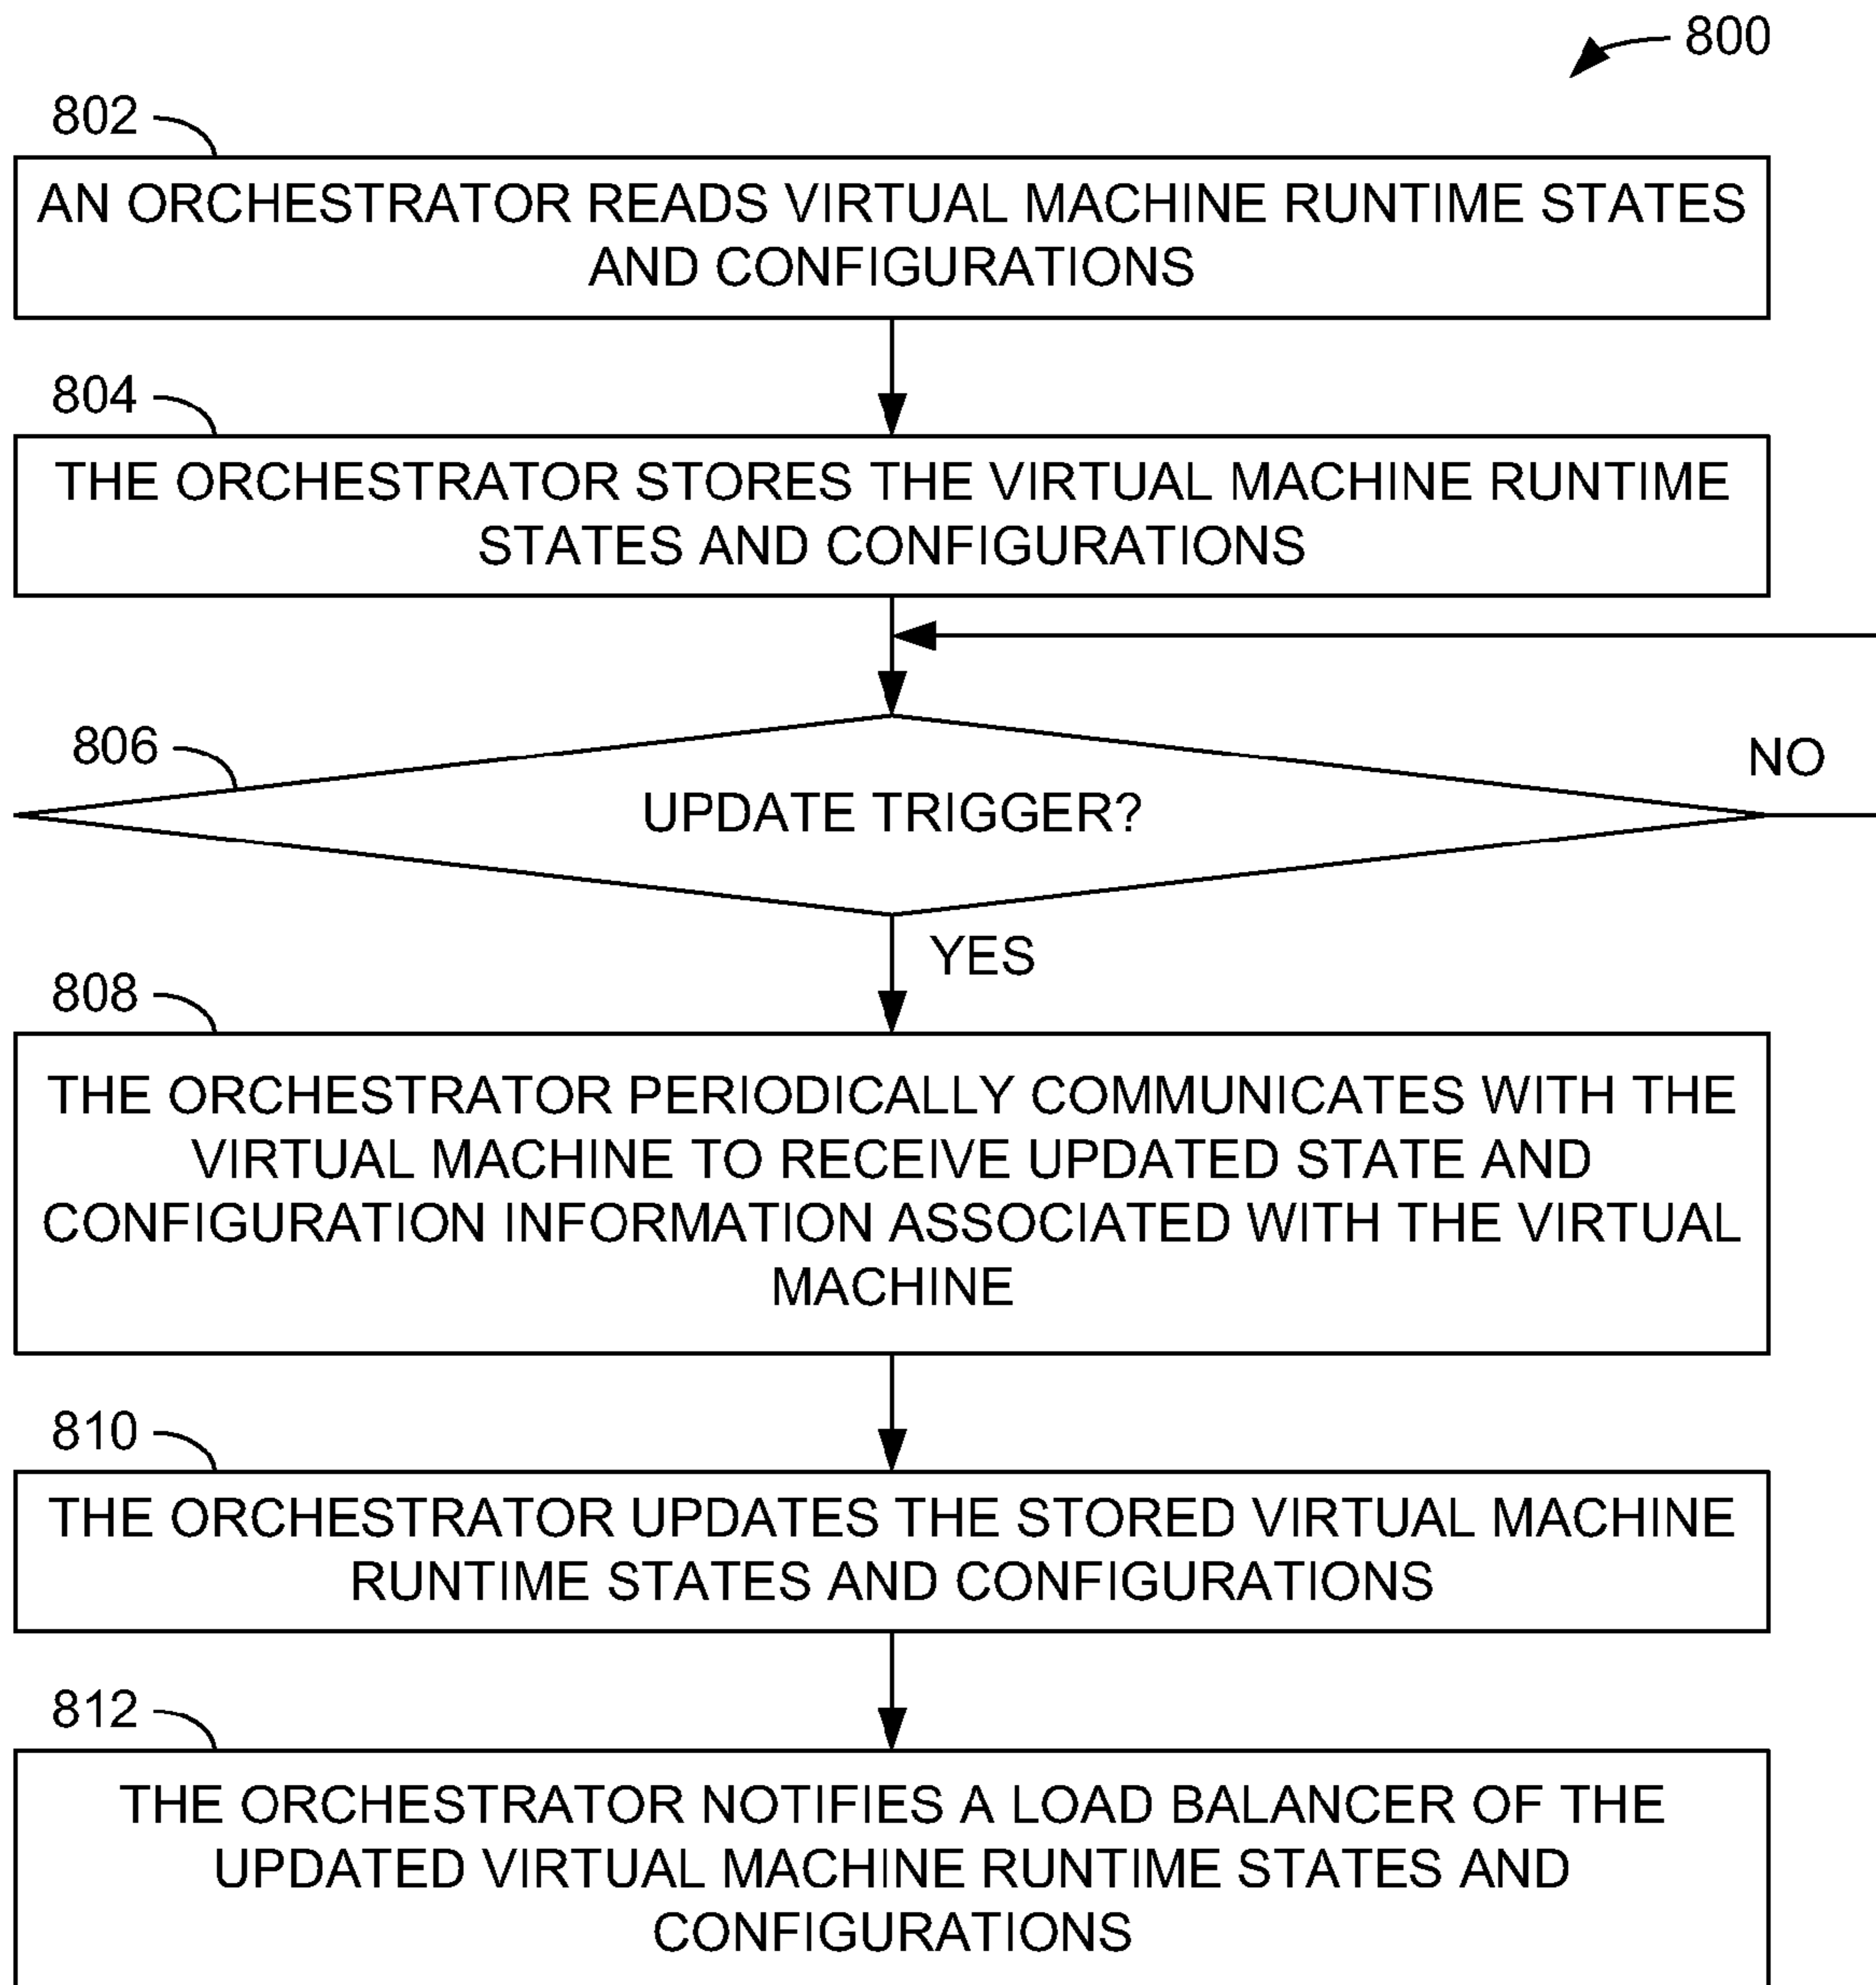 800
802
AN ORCHESTRATOR READS VIRTUAL MACHINE RUNTIME STATES
AND CONFIGURATIONS
804
THE ORCHESTRATOR STORES THE VIRTUAL MACHINE RUNTIME
STATES AND CONFIGURATIONS
806
UPDATE TRIGGER?
NO
YES
808
THE ORCHESTRATOR PERIODICALLY COMMUNICATES WITH THE
VIRTUAL MACHINE TO RECEIVE UPDATED STATE AND
CONFIGURATION INFORMATION ASSOCIATED WITH THE VIRTUAL
MACHINE
810
THE ORCHESTRATOR UPDATES THE STORED VIRTUAL MACHINE
RUNTIME STATES AND CONFIGURATIONS
812
THE ORCHESTRATOR NOTIFIES A LOAD BALANCER OF THE
UPDATED VIRTUAL MACHINE RUNTIME STATES AND
CONFIGURATIONS